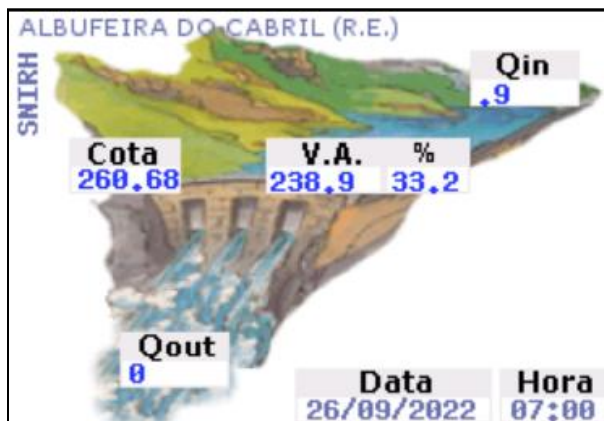 ALBUFEIRA DO CABRIL (R.E.)
SNIRH
Qin
.9
Cota V.A. %
260.68 238.9 33.2
Qout
0
Data Hora
26/09/2022 07:00